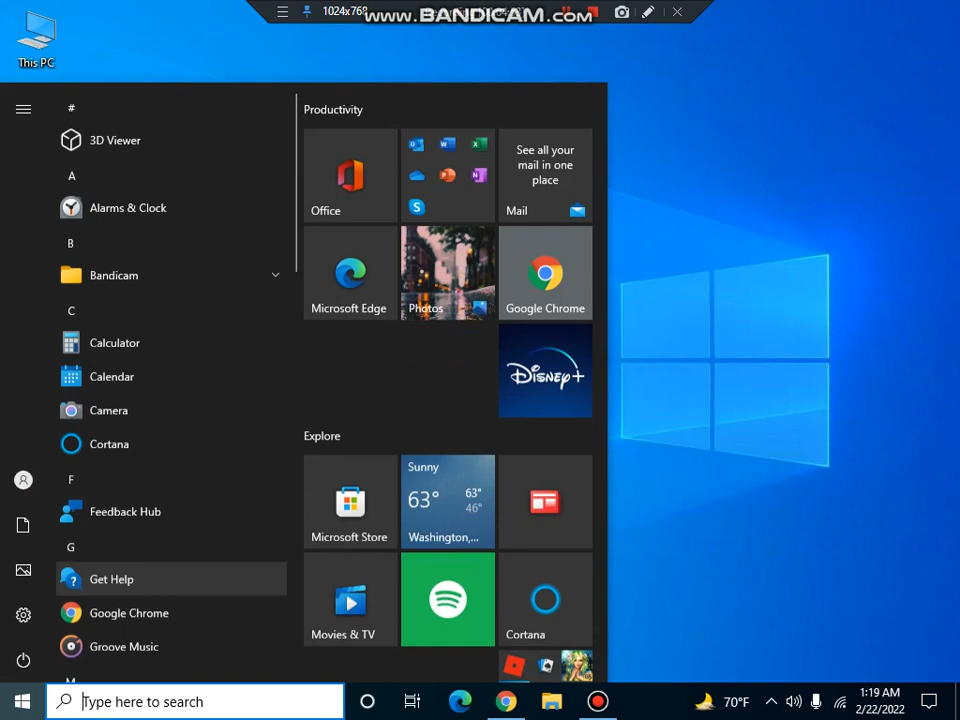 1024x768
www.BANDICAM.com
This PC
#
3D Viewer
A
Alarms & Clock
B
Bandicam
C
Calculator
Calendar
Camera
Cortana
F
Feedback Hub
G
Get Help
Google Chrome
Groove Music
Productivity
Office
See all your
mail in one
place
Mail
Microsoft Edge
Photos
Google Chrome
Disney+
Explore
Microsoft Store
Sunny
63°
63°
46°
Washington,...
Movies & TV
Cortana
Type here to search
70°F
1:19 AM
2/22/2022